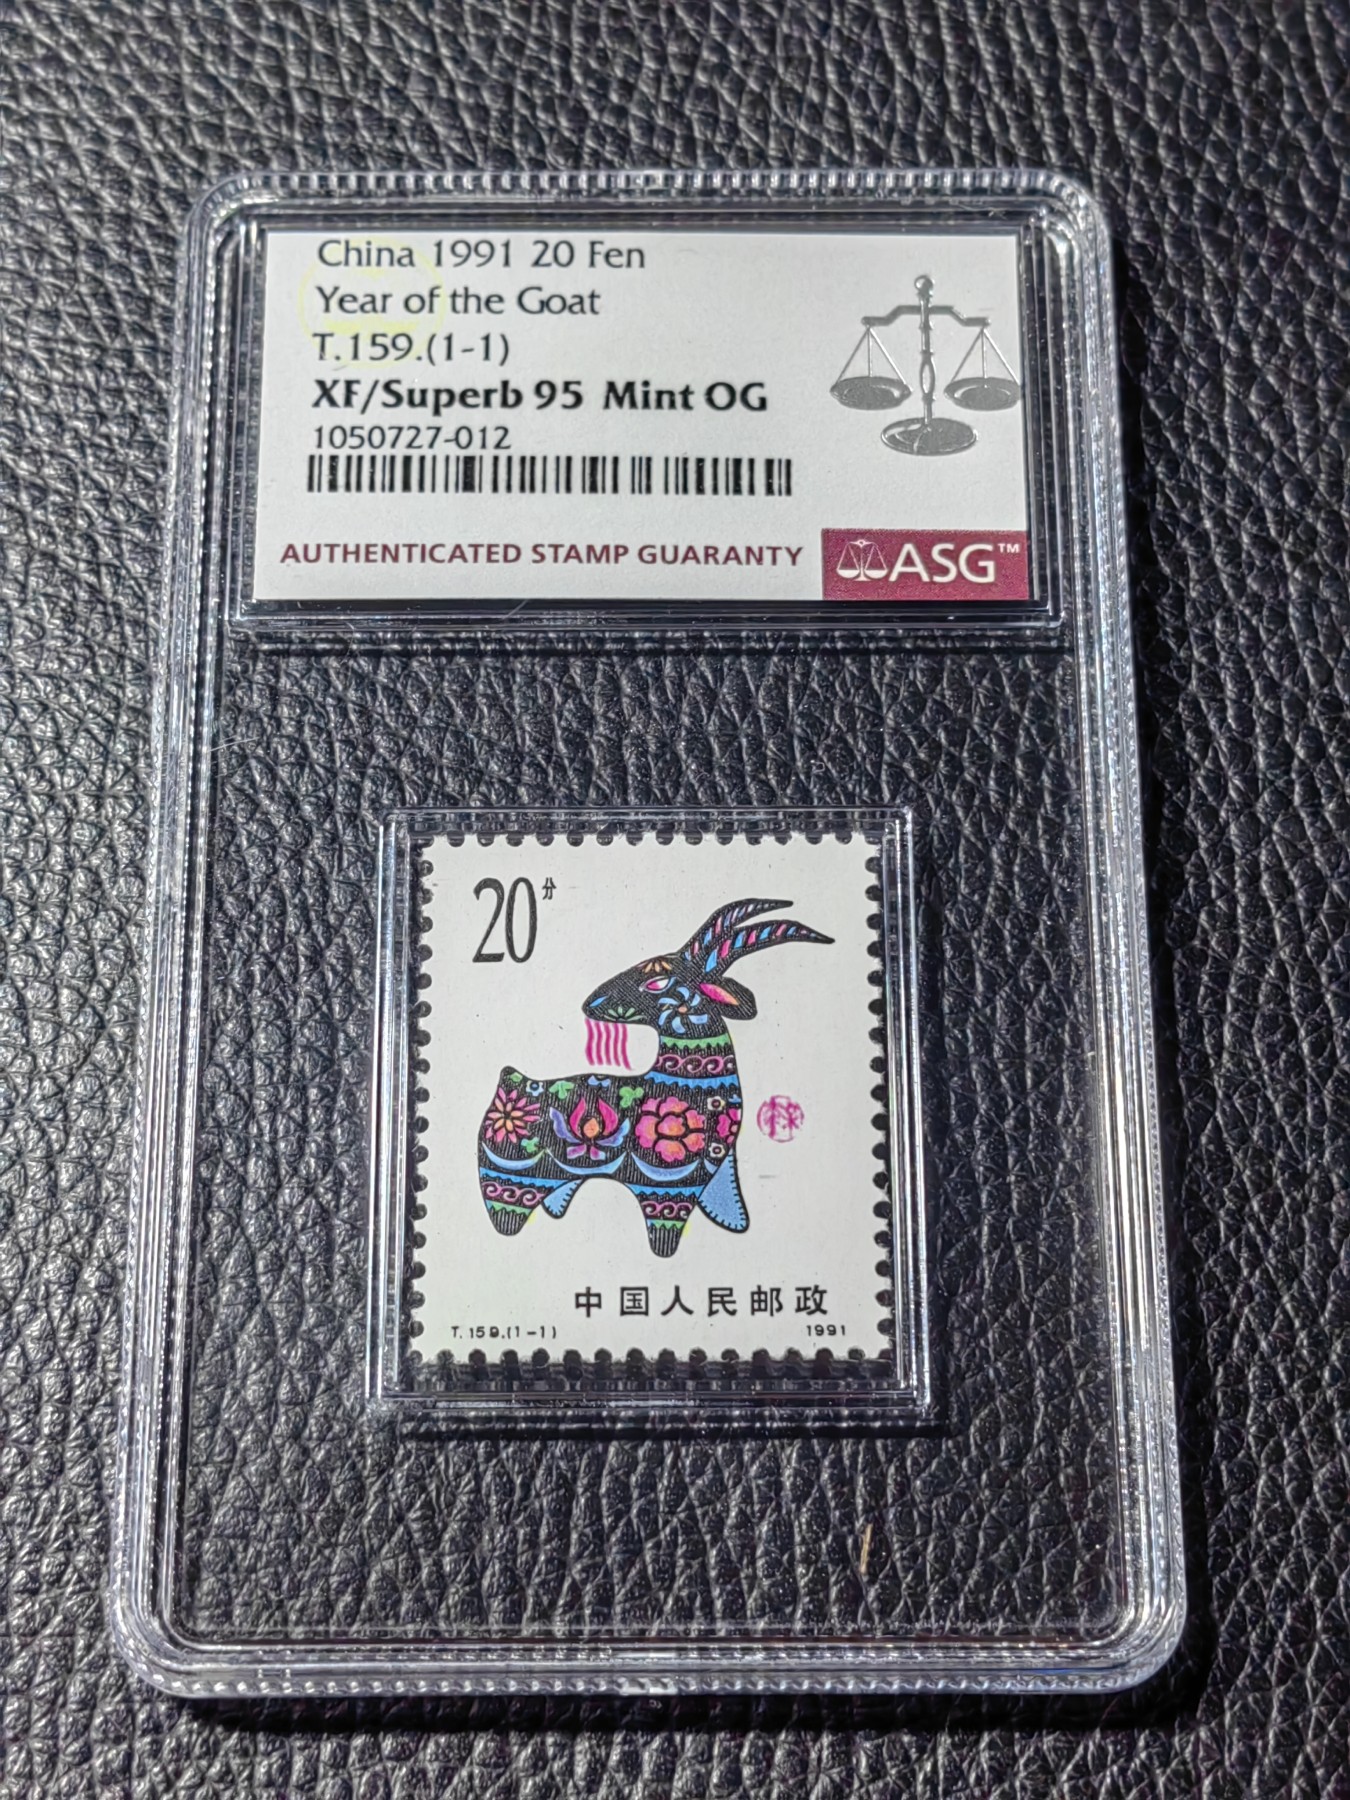 China 1991 20 Fen
Year of the Goat
T.159.(1-1)
XF/Superb 95 Mint OG
1050727-012
AUTHENTICATED STAMP GUARANTY
ASG™
20分
中国人民邮政
T.159.(1-1)
1991